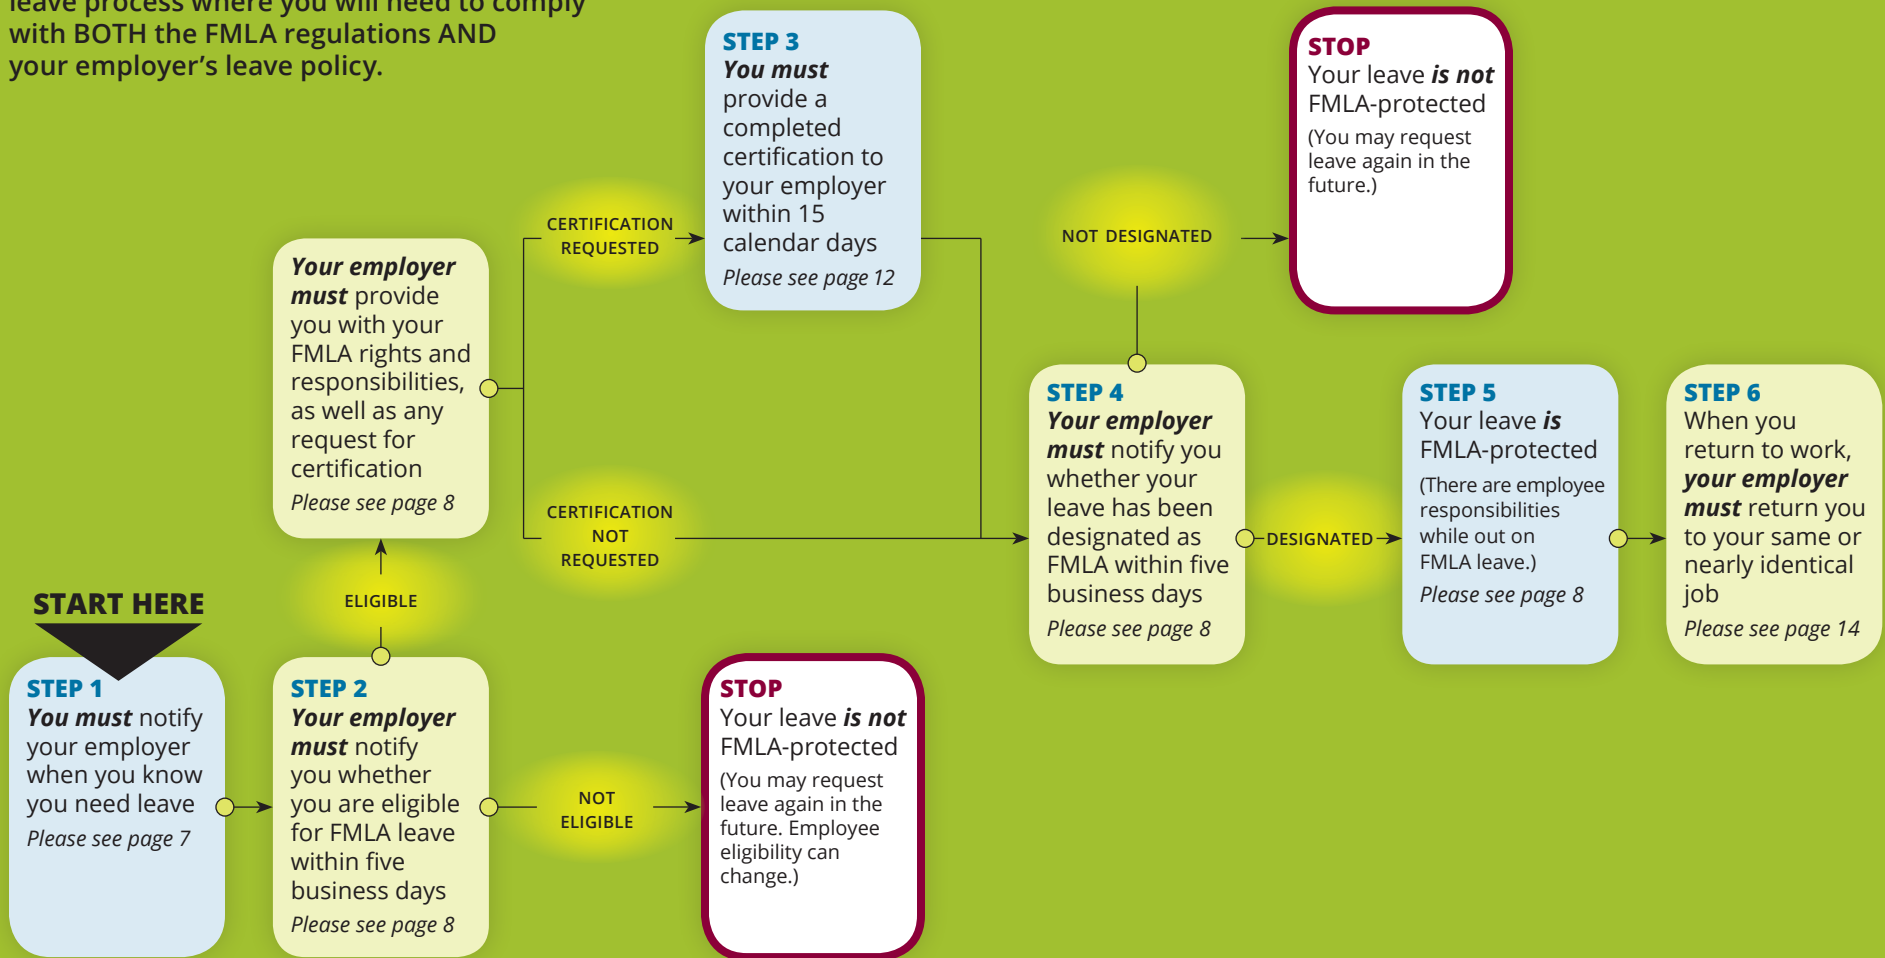 leave process where you will need to comply
with BOTH the FMLA regulations AND
your employer’s leave policy.
START HERE
STEP 1
You must notify
your employer
when you know
you need leave
Please see page 7
STEP 2
Your employer
must notify
you whether
you are eligible
for FMLA leave
within five
business days
Please see page 8
NOT
ELIGIBLE
STOP
Your leave is not
FMLA-protected
(You may request
leave again in the
future. Employee
eligibility can
change.)
ELIGIBLE
Your employer
must provide
you with your
FMLA rights and
responsibilities,
as well as any
request for
certification
Please see page 8
CERTIFICATION
REQUESTED
STEP 3
You must
provide a
completed
certification to
your employer
within 15
calendar days
Please see page 12
CERTIFICATION
NOT
REQUESTED
STEP 4
Your employer
must notify you
whether your
leave has been
designated as
FMLA within five
business days
Please see page 8
NOT DESIGNATED
STOP
Your leave is not
FMLA-protected
(You may request
leave again in the
future.)
DESIGNATED
STEP 5
Your leave is
FMLA-protected
(There are employee
responsibilities
while out on
FMLA leave.)
Please see page 8
STEP 6
When you
return to work,
your employer
must return you
to your same or
nearly identical
job
Please see page 14